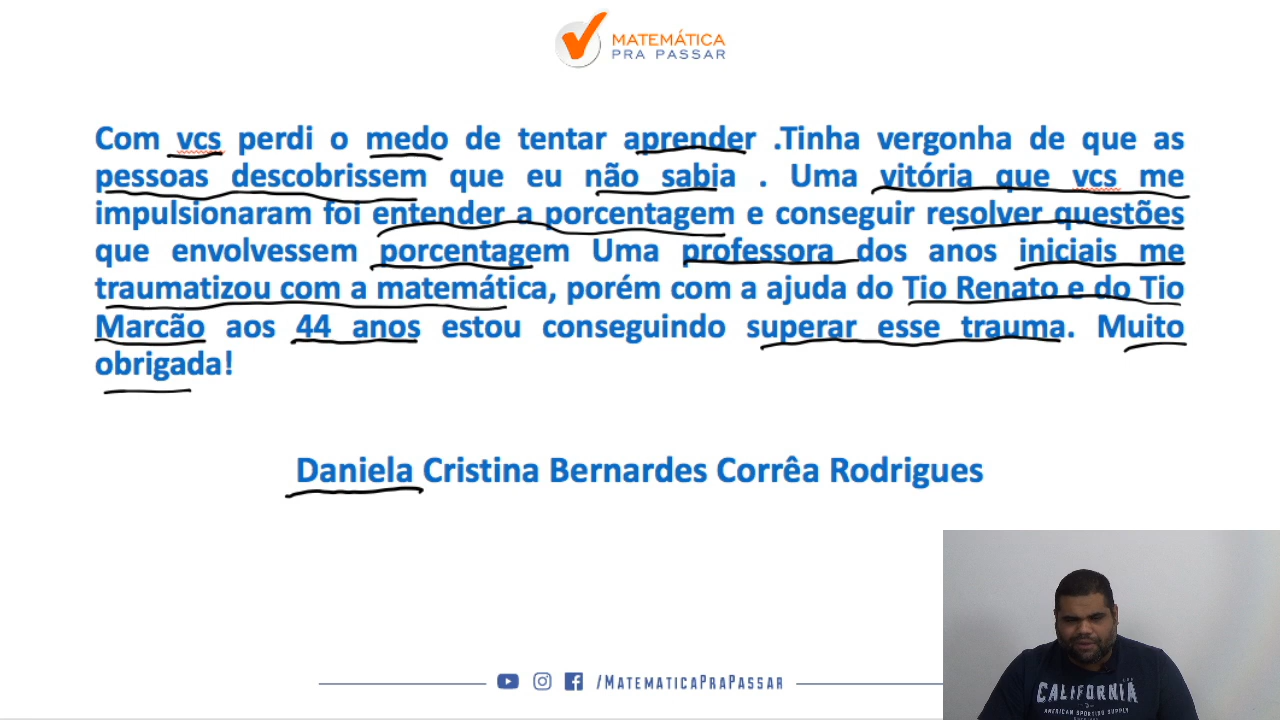 MATEMÁTICA
PRA PASSAR
Com vcs perdi o medo de tentar aprender .Tinha vergonha de que as
pessoas descobrissem que eu não sabia . Uma vitória que vcs me
impulsionaram foi entender a porcentagem e conseguir resolver questões
que envolvessem porcentagem Uma professora dos anos iniciais me
traumatizou com a matemática, porém com a ajuda do Tio Renato e do Tio
Marcão aos 44 anos estou conseguindo superar esse trauma. Muito
obrigada!
Daniela Cristina Bernardes Corrêa Rodrigues
/MATEMATICAPRAPASSAR
CALIFORNIA
AMERICAN SPORTING SUPPLY